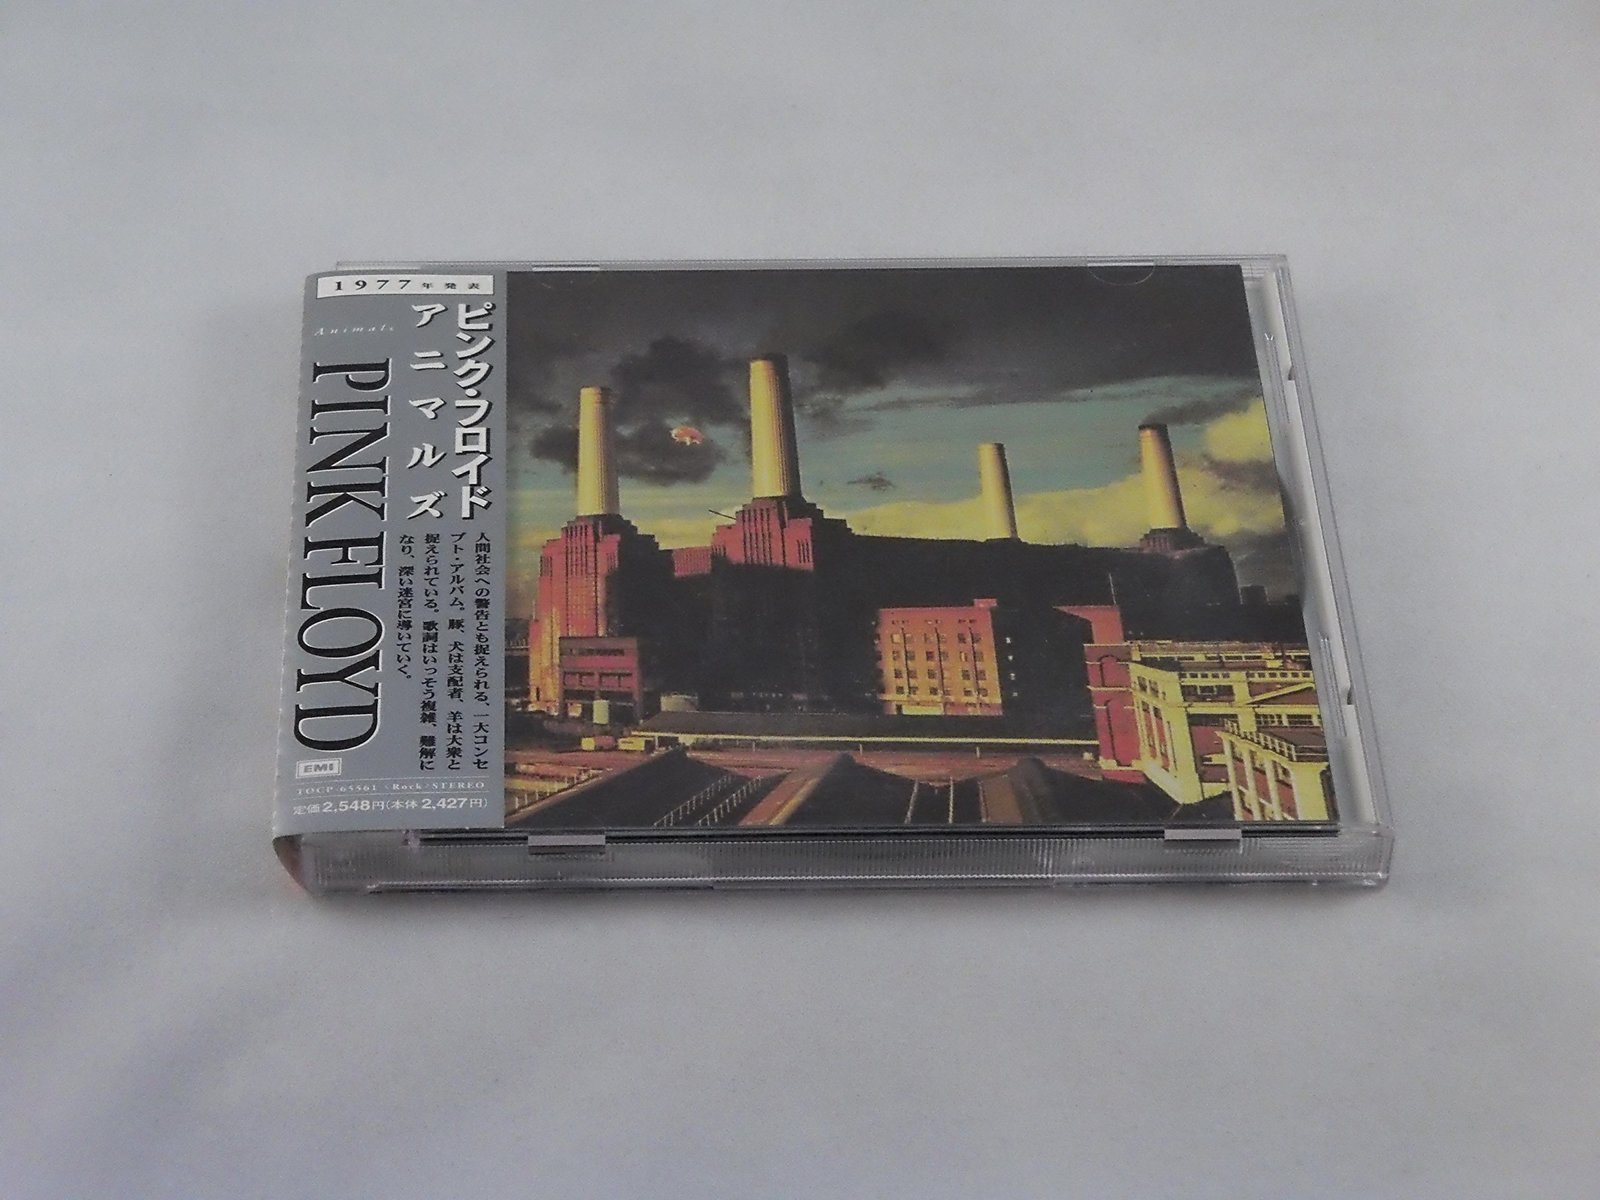 1977年発表
Animals
PINK FLOYD
ピンク・フロイド
アニマルズ
人間社会への警告とも捉えられる、一大コンセ
プト・アルバム。豚、犬は支配者、羊は大衆と
捉えられている。歌詞はいっそう複雑、難解に
なり、深い迷宮に導いていく。
EMI
TOCP-65561 <Rock>STEREO
定価2,548円(本体2,427円)